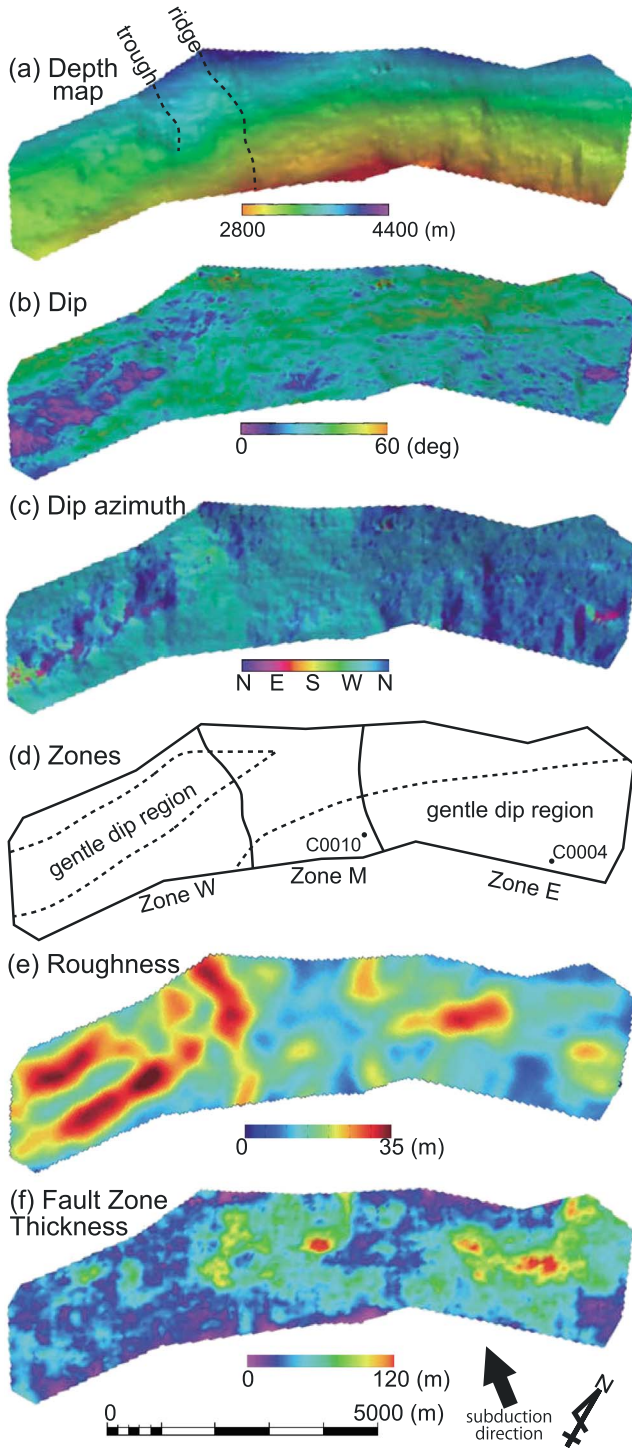 (a) Depth
map
trough
ridge
2800 4400 (m)
(b) Dip
0 60 (deg)
(c) Dip azimuth
N E S W N
(d) Zones
gentle dip region
gentle dip region
C0010
C0004
Zone W
Zone M
Zone E
(e) Roughness
0 35 (m)
(f) Fault Zone
Thickness
0 120 (m)
0 5000 (m)
subduction
direction
N